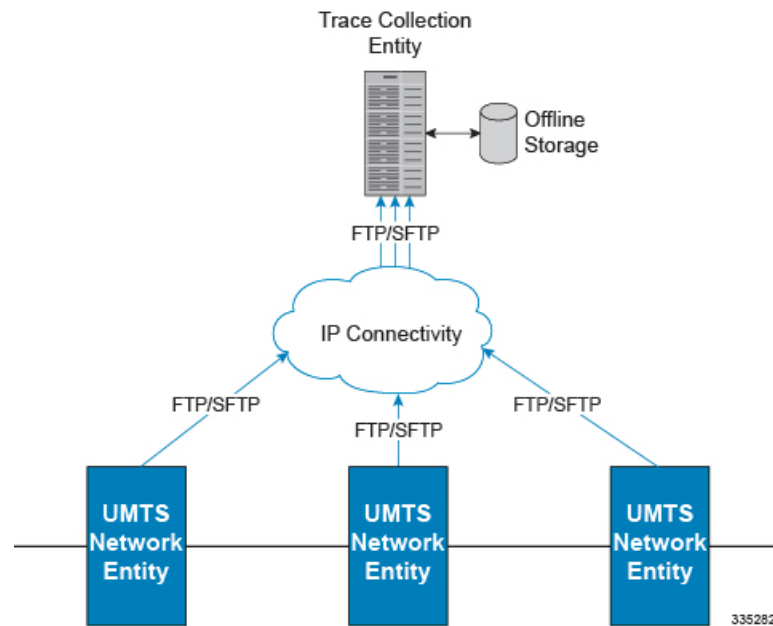 Trace Collection
Entity
Offline
Storage
FTP/SFTP
IP Connectivity
FTP/SFTP
FTP/SFTP
FTP/SFTP
UMTS
Network
Entity
UMTS
Network
Entity
UMTS
Network
Entity
335282